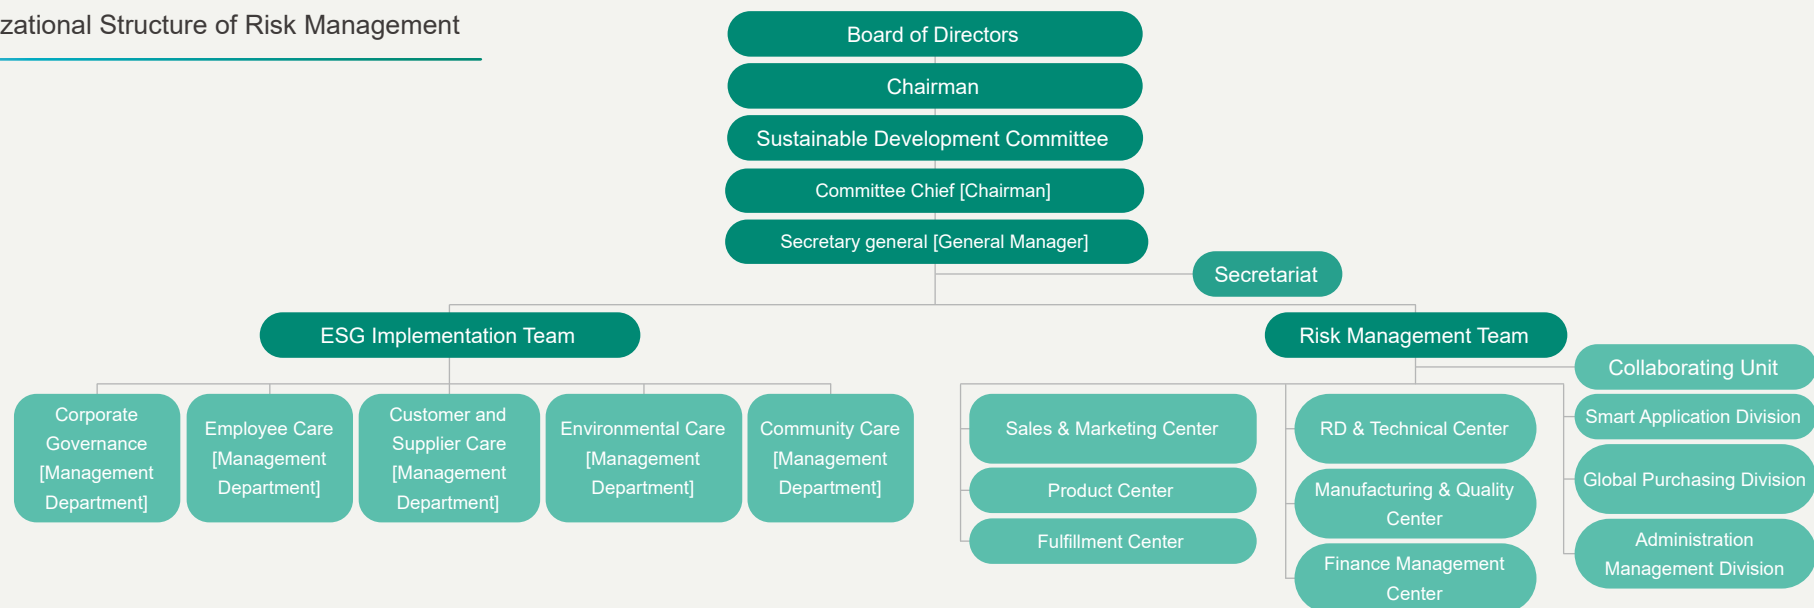 zational Structure of Risk Management
Board of Directors
Chairman
Sustainable Development Committee
Committee Chief [Chairman]
Secretary general [General Manager]
Secretariat
ESG Implementation Team
Corporate
Governance
[Management
Department]
Employee Care
[Management
Department]
Customer and
Supplier Care
[Management
Department]
Environmental Care
[Management
Department]
Community Care
[Management
Department]
Risk Management Team
Collaborating Unit
Sales & Marketing Center
Product Center
Fulfillment Center
RD & Technical Center
Manufacturing & Quality
Center
Finance Management
Center
Smart Application Division
Global Purchasing Division
Administration
Management Division